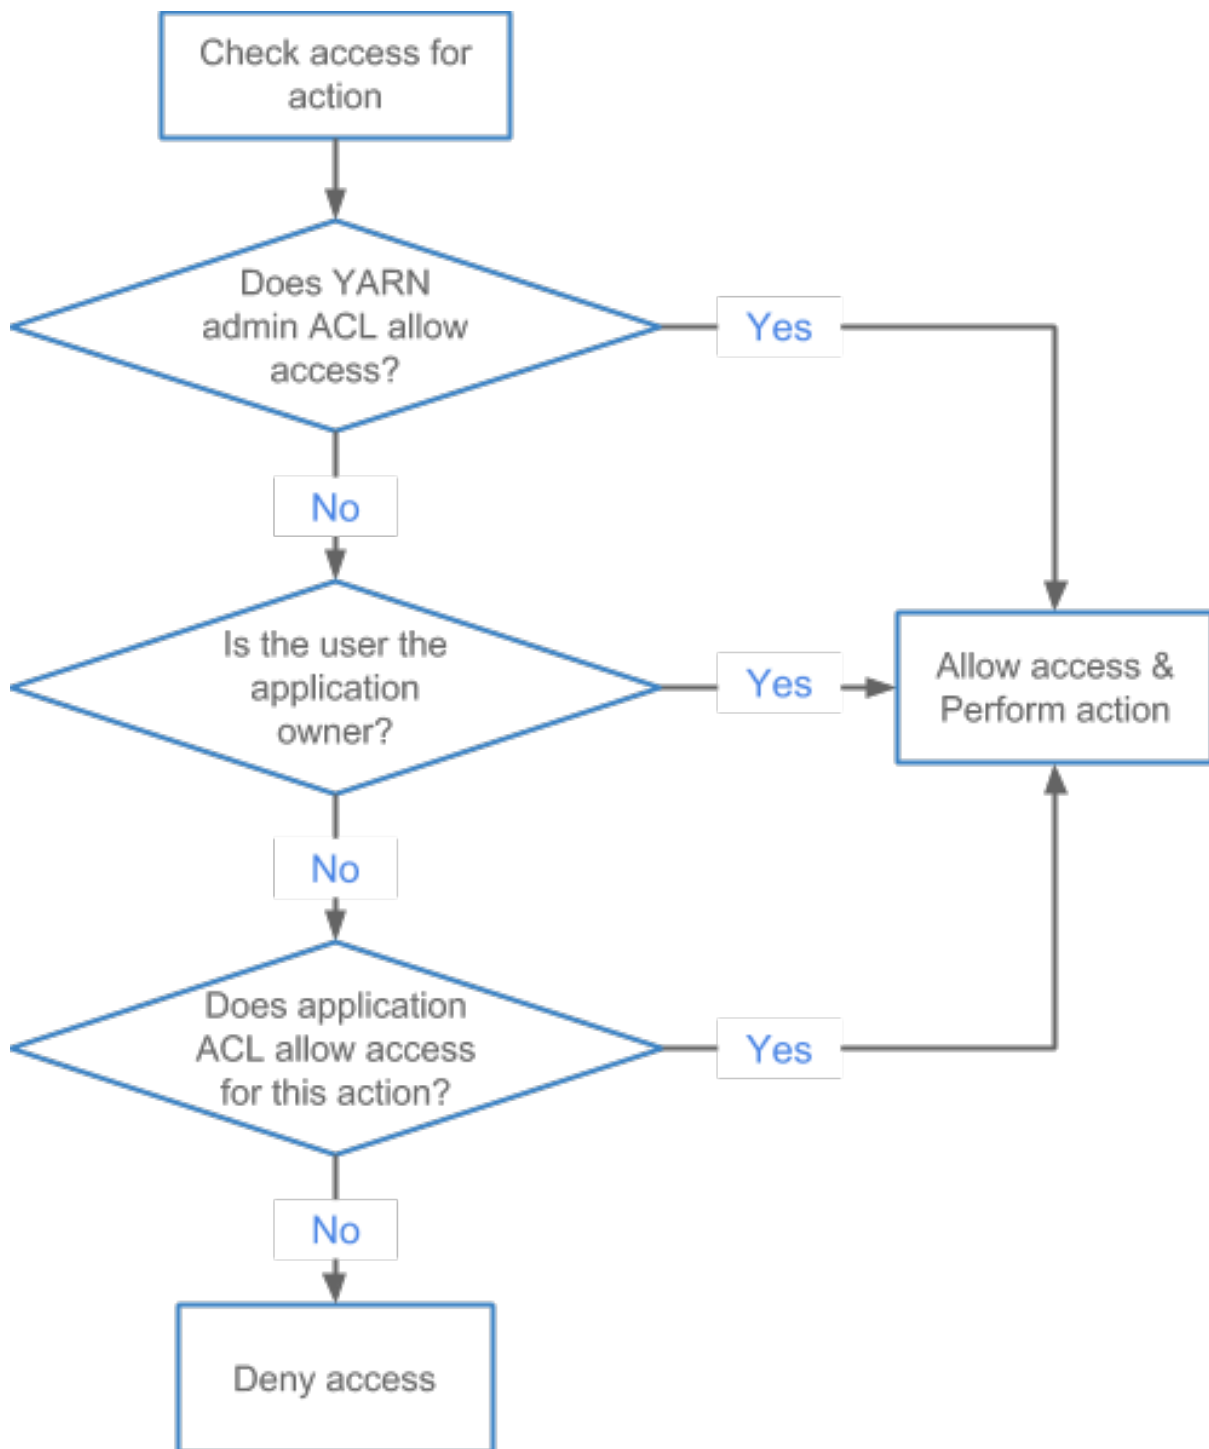 Check access for
action
Does YARN
admin ACL allow
access?
Yes
No
Is the user the
application
owner?
Yes
Allow access &
Perform action
No
Does application
ACL allow access
for this action?
Yes
No
Deny access